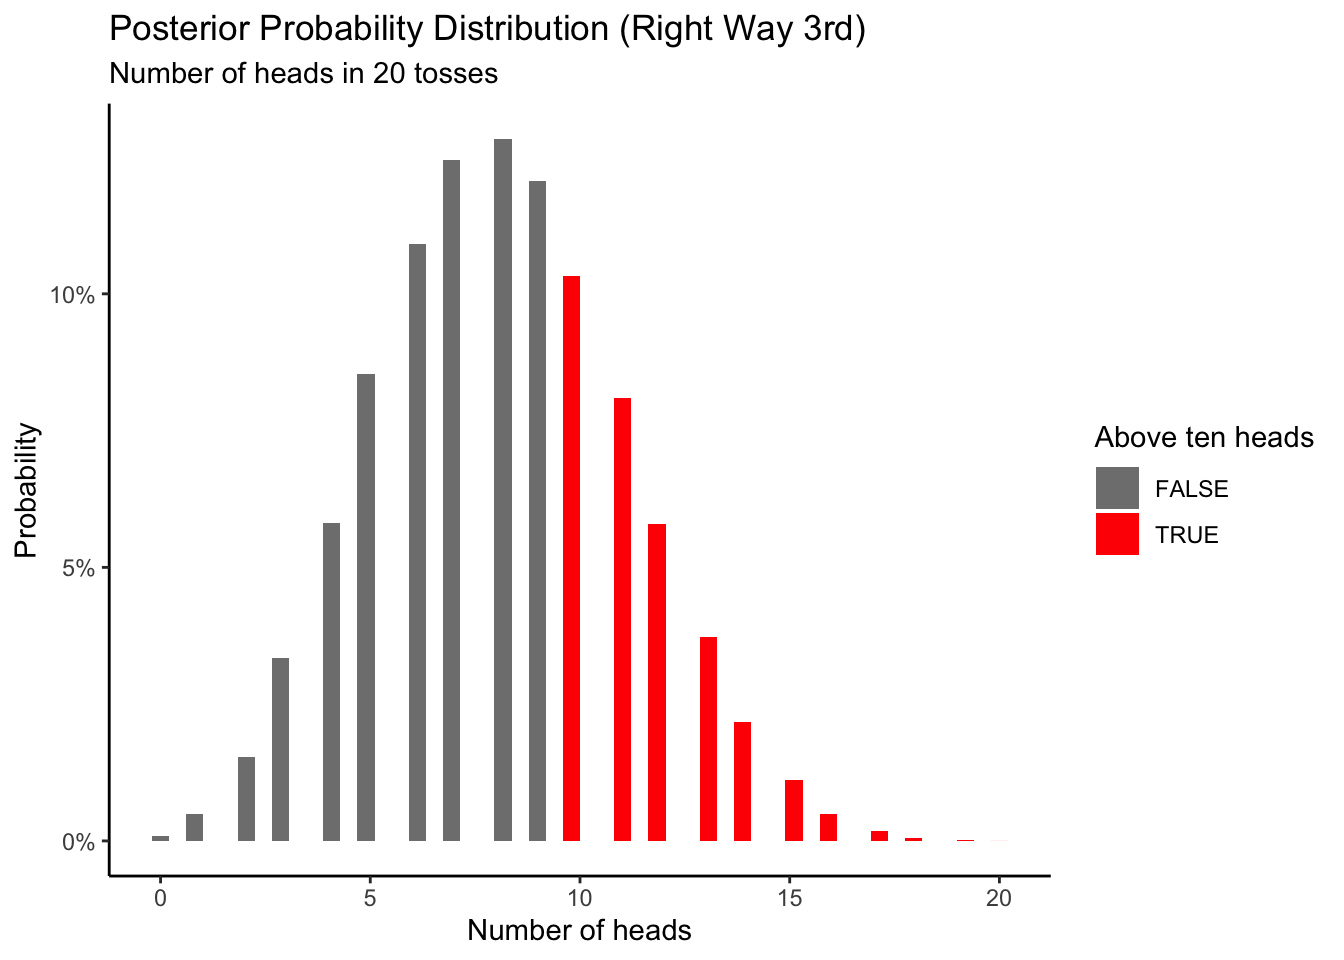 Posterior Probability Distribution (Right Way 3rd)
Number of heads in 20 tosses
10%
5%
0%
Probability
0 5 10 15 20
Number of heads
Above ten heads
FALSE
TRUE